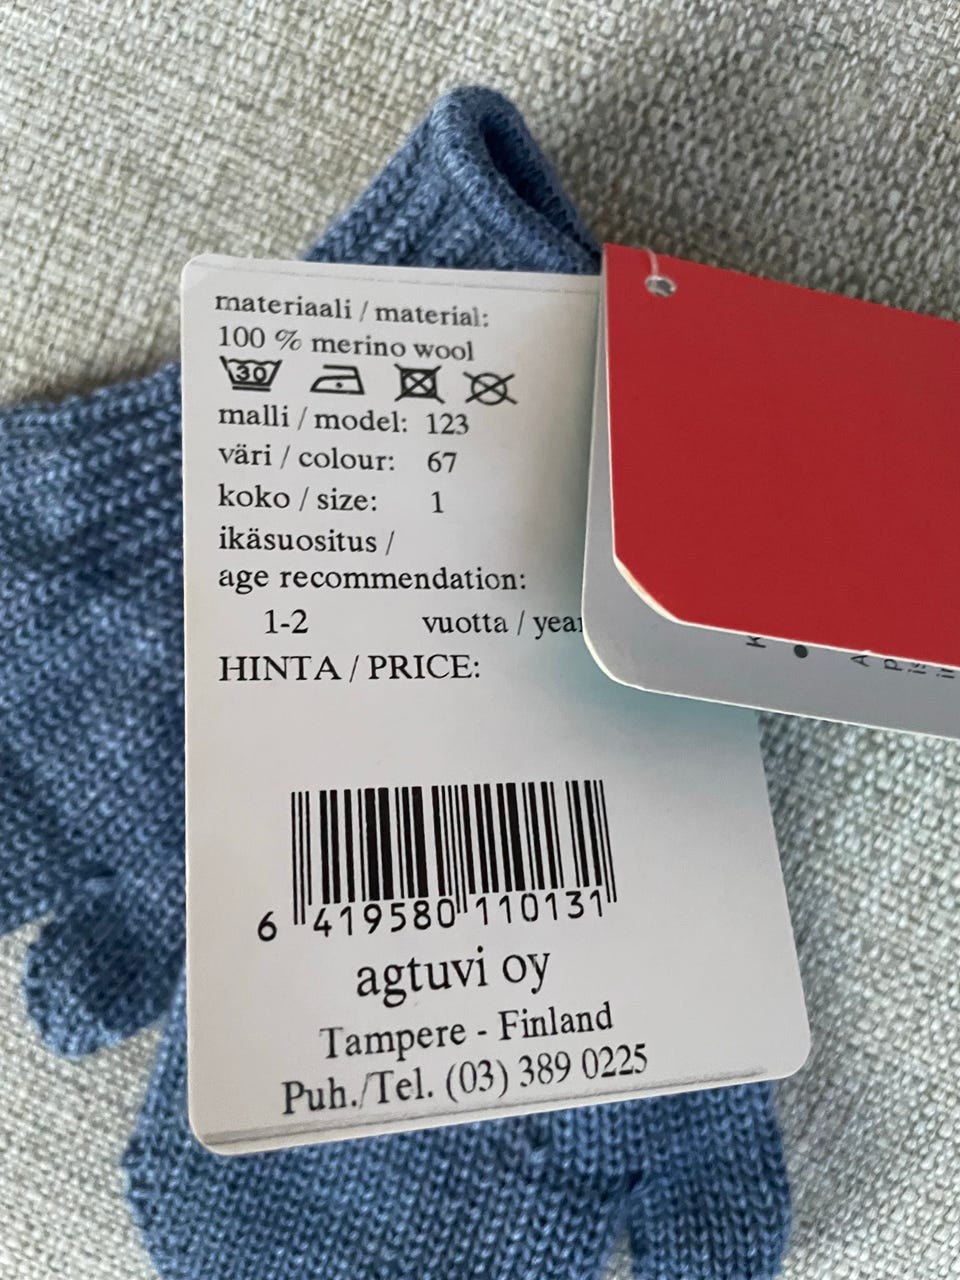 materiaali / material:
100 % merino wool
30
malli / model: 123
väri / colour: 67
koko / size: 1
ikäsuositus /
age recommendation:
1-2 vuotta /
HINTA / PRICE:
6 419580 110131
agtuvi oy
Tampere - Finland
Puh./Tel. (03) 389 0225